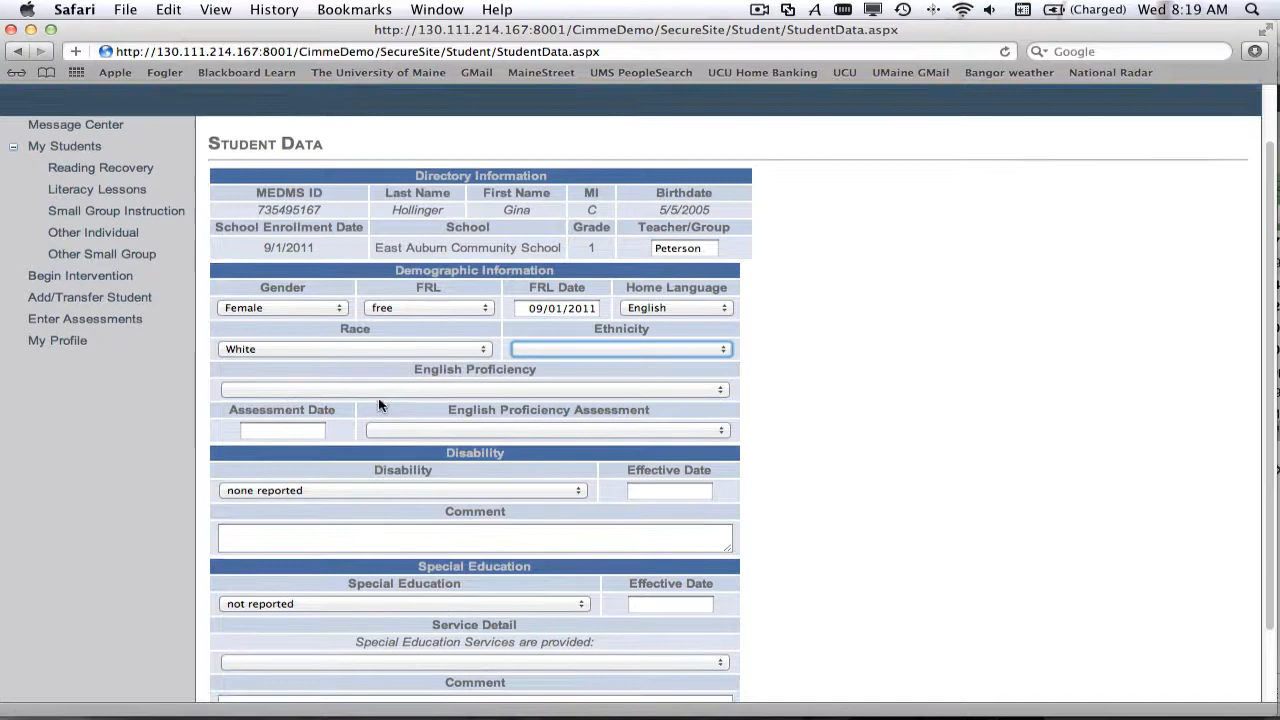 Safari File Edit View History Bookmarks Window Help (Charged) Wed 8:19 AM
http://130.111.214.167:8001/CimmeDemo/SecureSite/Student/StudentData.aspx
http://130.111.214.167:8001/CimmeDemo/SecureSite/Student/StudentData.aspx Google
Apple Fogler Blackboard Learn The University of Maine GMail MaineStreet UMS PeopleSearch UCU Home Banking UCU UMaine GMail Bangor weather National Radar
Message Center
My Students
Reading Recovery
Literacy Lessons
Small Group Instruction
Other Individual
Other Small Group
Begin Intervention
Add/Transfer Student
Enter Assessments
My Profile
STUDENT DATA
Directory Information
MEDMS ID Last Name First Name MI Birthdate
735495167 Hollinger Gina C 5/5/2005
School Enrollment Date School Grade Teacher/Group
9/1/2011 East Auburn Community School 1 Peterson
Demographic Information
Gender FRL FRL Date Home Language
Female free 09/01/2011 English
Race Ethnicity
White
English Proficiency
Assessment Date English Proficiency Assessment
Disability
Disability Effective Date
none reported
Comment
Special Education
Special Education Effective Date
not reported
Service Detail
Special Education Services are provided:
Comment